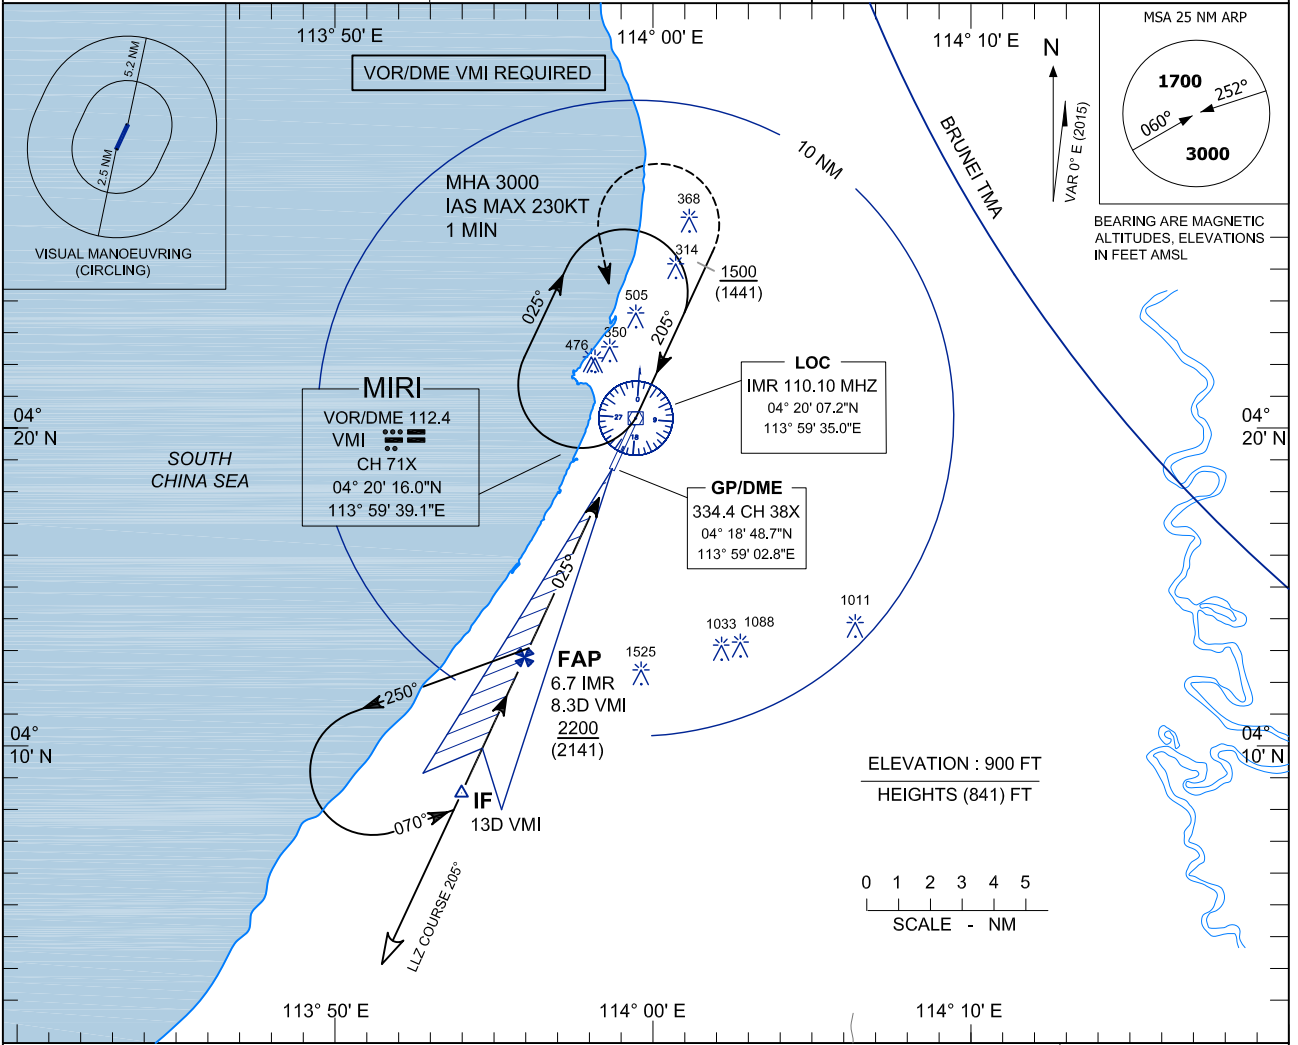 113° 50' E
114° 00' E
114° 10' E
VOR/DME VMI REQUIRED
5.2 NM
2.5 NM
VISUAL MANOEUVRING
(CIRCLING)
N
VAR 0° E (2015)
MSA 25 NM ARP
1700
252°
060°
3000
BEARING ARE MAGNETIC
ALTITUDES, ELEVATIONS
IN FEET AMSL
BRUNEI TMA
10 NM
MHA 3000
IAS MAX 230KT
1 MIN
368
314
1500
(1441)
505
350
476
025°
205°
LOC
IMR 110.10 MHZ
04° 20' 07.2"N
113° 59' 35.0"E
MIRI
VOR/DME 112.4
VMI
CH 71X
04° 20' 16.0"N
113° 59' 39.1"E
0
9
18
27
04°
20' N
04°
20' N
SOUTH
CHINA SEA
GP/DME
334.4 CH 38X
04° 18' 48.7"N
113° 59' 02.8"E
025°
1011
1033
1088
1525
FAP
6.7 IMR
8.3D VMI
2200
(2141)
250°
070°
IF
13D VMI
LLZ COURSE 205°
04°
10' N
04°
10' N
ELEVATION : 900 FT
HEIGHTS (841) FT
0 1 2 3 4 5
SCALE - NM
113° 50' E
114° 00' E
114° 10' E